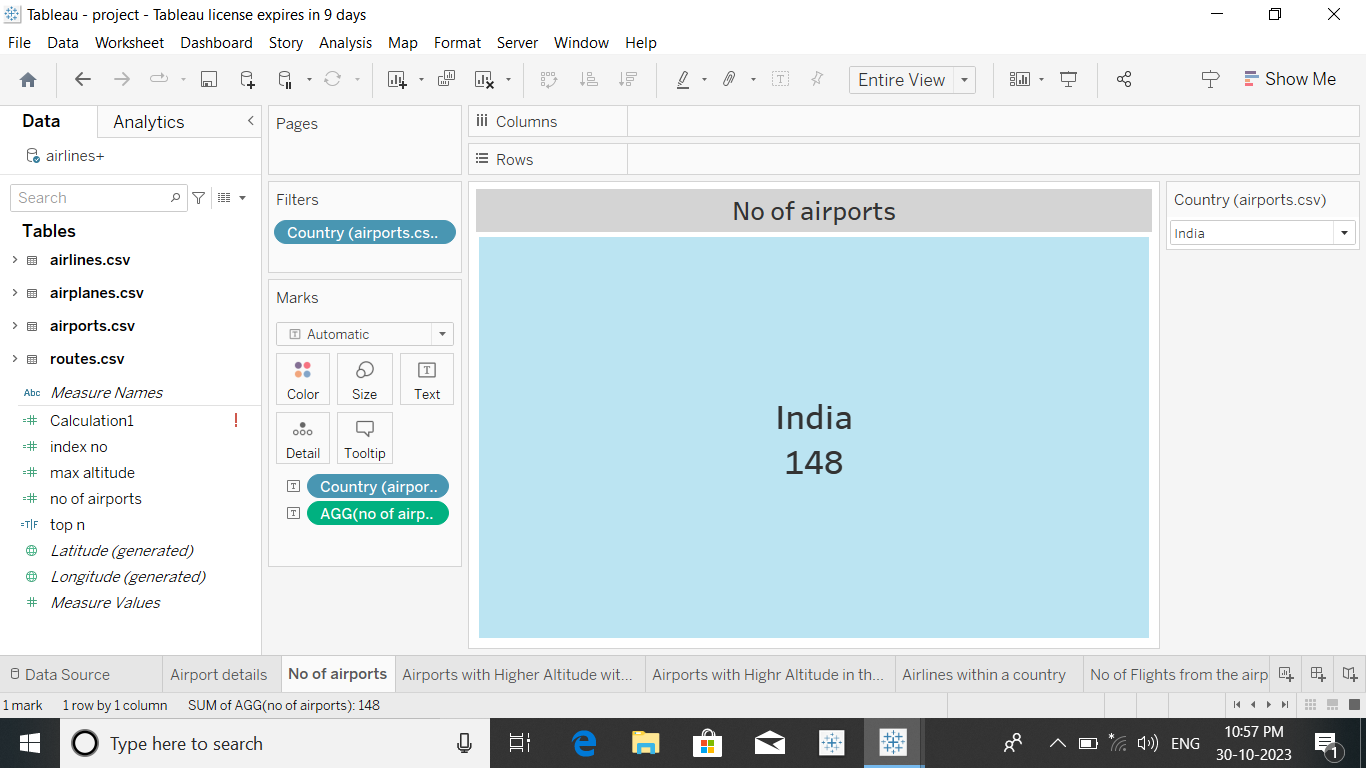 Tableau - project - Tableau license expires in 9 days
File Data Worksheet Dashboard Story Analysis Map Format Server Window Help
Entire View
Show Me
Data Analytics
airlines+
Search
Tables
airlines.csv
airplanes.csv
airports.csv
routes.csv
Abc Measure Names
Calculation1 !
index no
max altitude
no of airports
=T|F top n
Latitude (generated)
Longitude (generated)
Measure Values
Pages
Filters
Country (airports.cs..
Marks
Automatic
Color Size Text
Detail Tooltip
Country (airpor..
AGG(no of airp..
Columns
Rows
No of airports
India
148
Country (airports.csv)
India
Data Source Airport details No of airports Airports with Higher Altitude wit... Airports with Highr Altitude in th... Airlines within a country No of Flights from the airp
1 mark 1 row by 1 column SUM of AGG(no of airports): 148
Type here to search
ENG
10:57 PM
30-10-2023
1